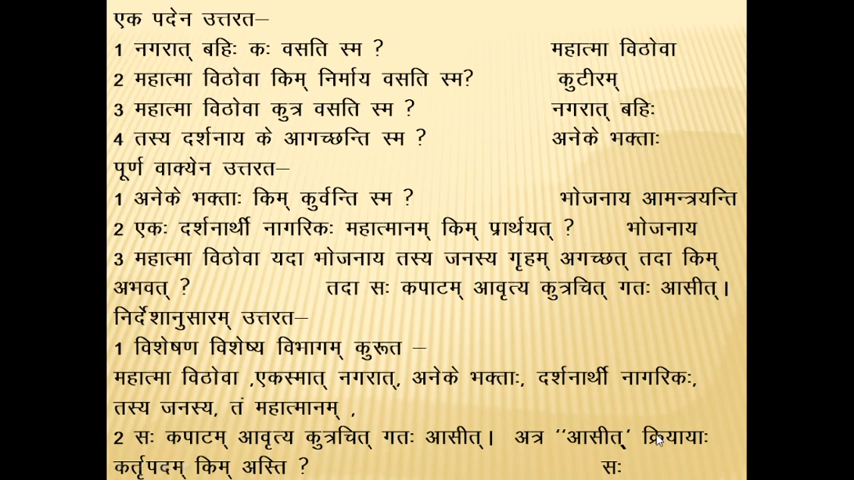 एक पदेन उत्तरत–
1 नगरात् बहिः कः वसति स्म ? महात्मा विठोवा
2 महात्मा विठोवा किम् निर्माय वसति स्म? कुटीरम्
3 महात्मा विठोवा कुत्र वसति स्म ? नगरात् बहिः
4 तस्य दर्शनाय के आगच्छन्ति स्म ? अनेके भक्ताः
पूर्ण वाक्येन उत्तरत–
1 अनेके भक्ताः किम् कुर्वन्ति स्म ? भोजनाय आमन्त्रयन्ति
2 एकः दर्शनार्थी नागरिकः महात्मानम् किम् प्रार्थयत् ? भोजनाय
3 महात्मा विठोवा यदा भोजनाय तस्य जनस्य गृहम् अगच्छत् तदा किम्
अभवत् ? तदा सः कपाटम् आवृत्य कुत्रचित् गतः आसीत्।
निर्देशानुसारम् उत्तरत–
1 विशेषण विशेष्य विभागम् कुरूत –
महात्मा विठोवा ,एकस्मात् नगरात्, अनेके भक्ताः, दर्शनार्थी नागरिकः,
तस्य जनस्य, तं महात्मानम् ,
2 सः कपाटम् आवृत्य कुत्रचित् गतः आसीत्। अत्र ‘‘आसीत्’’ क्रियायाः
कर्तृपदम् किम् अस्ति ? सः